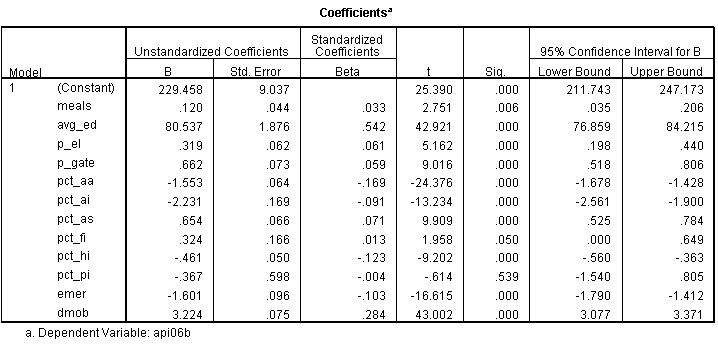 Coefficientsa
Model Unstandardized Coefficients Standardized Coefficients t Sig. 95% Confidence Interval for B
B Std. Error Beta Lower Bound Upper Bound
1 (Constant) 229.458 9.037 25.390 .000 211.743 247.173
meals .120 .044 .033 2.751 .006 .035 .206
avg_ed 80.537 1.876 .542 42.921 .000 76.859 84.215
p_el .319 .062 .061 5.162 .000 .198 .440
p_gate .662 .073 .059 9.016 .000 .518 .806
pct_aa -1.553 .064 -.169 -24.376 .000 -1.678 -1.428
pct_ai -2.231 .169 -.091 -13.234 .000 -2.561 -1.900
pct_as .654 .066 .071 9.909 .000 .525 .784
pct_fi .324 .166 .013 1.958 .050 .000 .649
pct_hi -.461 .050 -.123 -9.202 .000 -.560 -.363
pct_pi -.367 .598 -.004 -.614 .539 -1.540 .805
emer -1.601 .096 -.103 -16.615 .000 -1.790 -1.412
dmob 3.224 .075 .284 43.002 .000 3.077 3.371
a. Dependent Variable: api06b